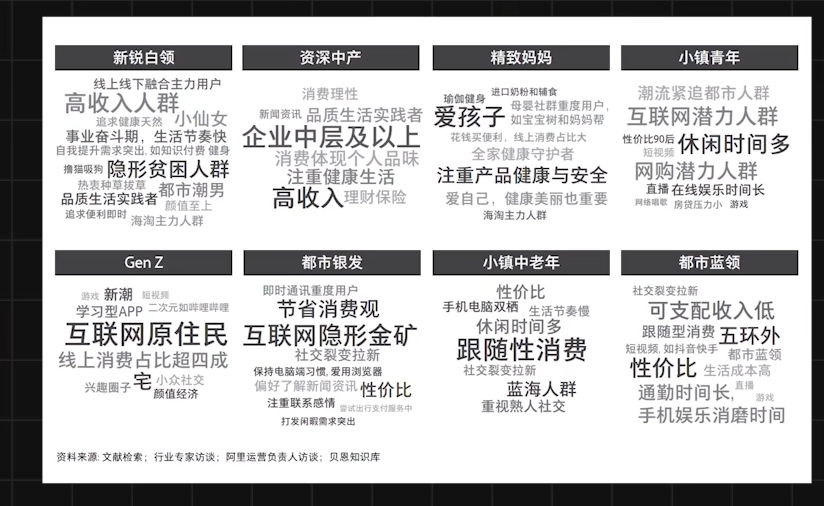 新锐白领
线上线下融合主力用户
高收入人群
追求健康天然 小仙女
事业奋斗期，生活节奏快
自我提升需求突出, 如知识付费 健身
撸猫吸狗 隐形贫困人群
热衷种草拔草 都市潮男
品质生活实践者 颜值至上
追求便利即时 海淘主力人群
资深中产
消费理性
新闻资讯 品质生活实践者
企业中层及以上
消费体现个人品味
注重健康生活
高收入 理财保险
精致妈妈
瑜伽健身 进口奶粉和辅食
爱孩子 母婴社群重度用户,
如宝宝树和妈妈帮
花钱买便利，线上消费占比大
全家健康守护者
注重产品健康与安全
爱自己，健康美丽也重要
海淘主力人群
小镇青年
潮流紧追都市人群
互联网潜力人群
性价比90后 休闲时间多
短视频
网购潜力人群
直播 在线娱乐时间长
网络唱歌 房贷压力小 游戏
Gen Z
游戏 新潮 短视频
学习型APP 二次元如哔哩哔哩
互联网原住民
线上消费占比超四成
兴趣圈子 宅 小众社交
颜值经济
都市银发
即时通讯重度用户
节省消费观
互联网隐形金矿
社交裂变拉新
保持电脑端习惯, 爱用浏览器
偏好了解新闻资讯 性价比
注重联系感情 尝试出行支付服务中
打发闲暇需求突出
小镇中老年
性价比
手机电脑双栖 生活节奏慢
休闲时间多
跟随性消费
社交裂变拉新
蓝海人群
重视熟人社交
都市蓝领
社交裂变拉新
可支配收入低
跟随型消费 五环外
短视频, 如抖音快手 都市蓝领
性价比 生活成本高
通勤时间长, 直播
游戏
手机娱乐消磨时间
资料来源: 文献检索；行业专家访谈；阿里运营负责人访谈；贝恩知识库